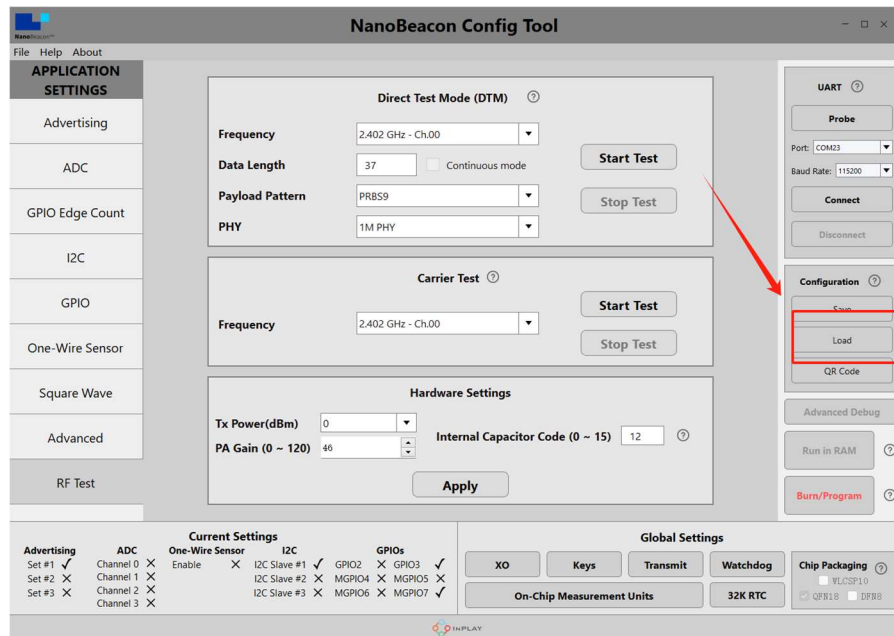 NanoBeacon™
NanoBeacon Config Tool
File Help About
APPLICATION
SETTINGS
Advertising
ADC
GPIO Edge Count
I2C
GPIO
One-Wire Sensor
Square Wave
Advanced
RF Test
Direct Test Mode (DTM) ?
Frequency 2.402 GHz - Ch.00
Data Length 37 Continuous mode
Payload Pattern PRBS9
PHY 1M PHY
Start Test
Stop Test
Carrier Test ?
Frequency 2.402 GHz - Ch.00
Start Test
Stop Test
Hardware Settings
Tx Power(dBm) 0
PA Gain (0 ~ 120) 46
Internal Capacitor Code (0 ~ 15) 12 ?
Apply
UART ?
Probe
Port: COM23
Baud Rate: 115200
Connect
Disconnect
Configuration ?
Save
Load
QR Code
Advanced Debug
Run in RAM ?
Burn/Program ?
Current Settings
Advertising ADC One-Wire Sensor I2C GPIOs
Set #1 ✓ Channel 0 ✕ Enable ✕ I2C Slave #1 ✓ GPIO2 ✕ GPIO3 ✓
Set #2 ✕ Channel 1 ✕ I2C Slave #2 ✕ MGPIO4 ✕ MGPIO5 ✕
Set #3 ✕ Channel 2 ✕ I2C Slave #3 ✕ MGPIO6 ✕ MGPIO7 ✓
Channel 3 ✕
Global Settings
XO Keys Transmit Watchdog
On-Chip Measurement Units 32K RTC
Chip Packaging ?
WLCSP10
QFN18 DFN8
INPLAY